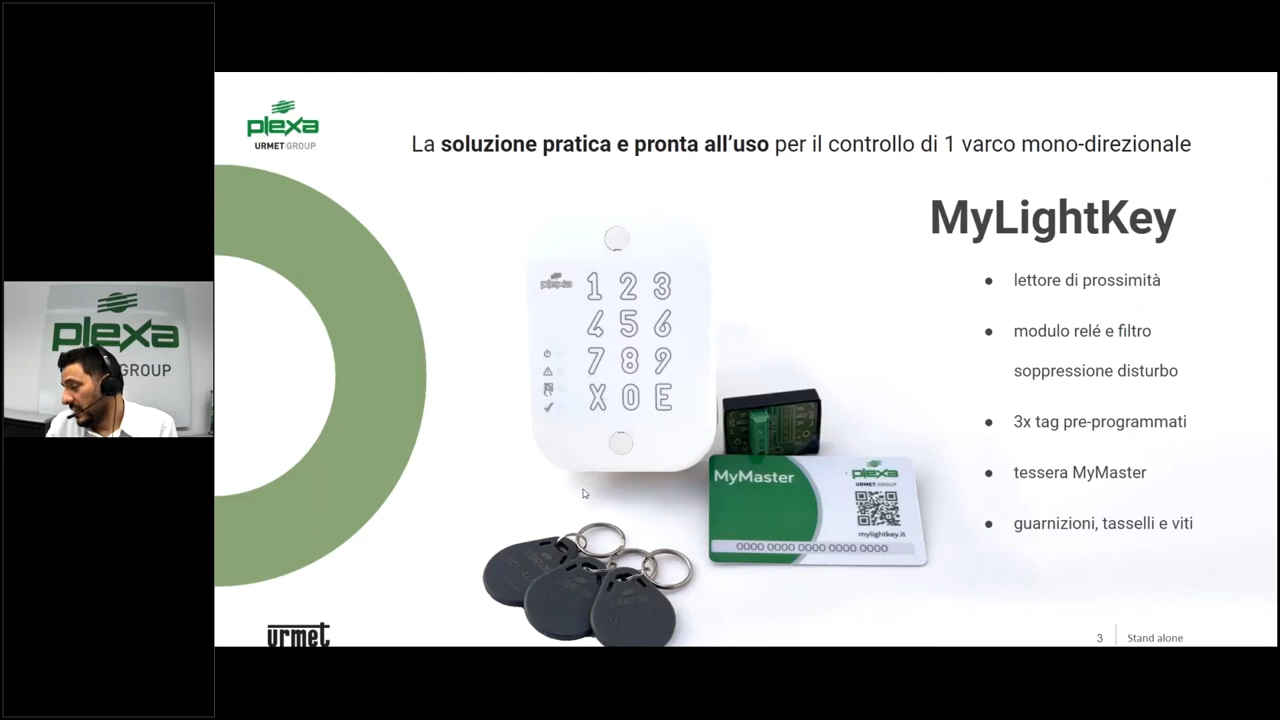 plexa
URMET GROUP
La soluzione pratica e pronta all’uso per il controllo di 1 varco mono-direzionale
MyLightKey
lettore di prossimità
modulo relé e filtro
soppressione disturbo
3x tag pre-programmati
tessera MyMaster
guarnizioni, tasselli e viti
plexa
1 2 3
4 5 6
7 8 9
X 0 E
MyMaster
plexa
URMET GROUP
mylightkey.it
0000 0000 0000 0000 0000
plexa
GROUP
urmet
3
Stand alone